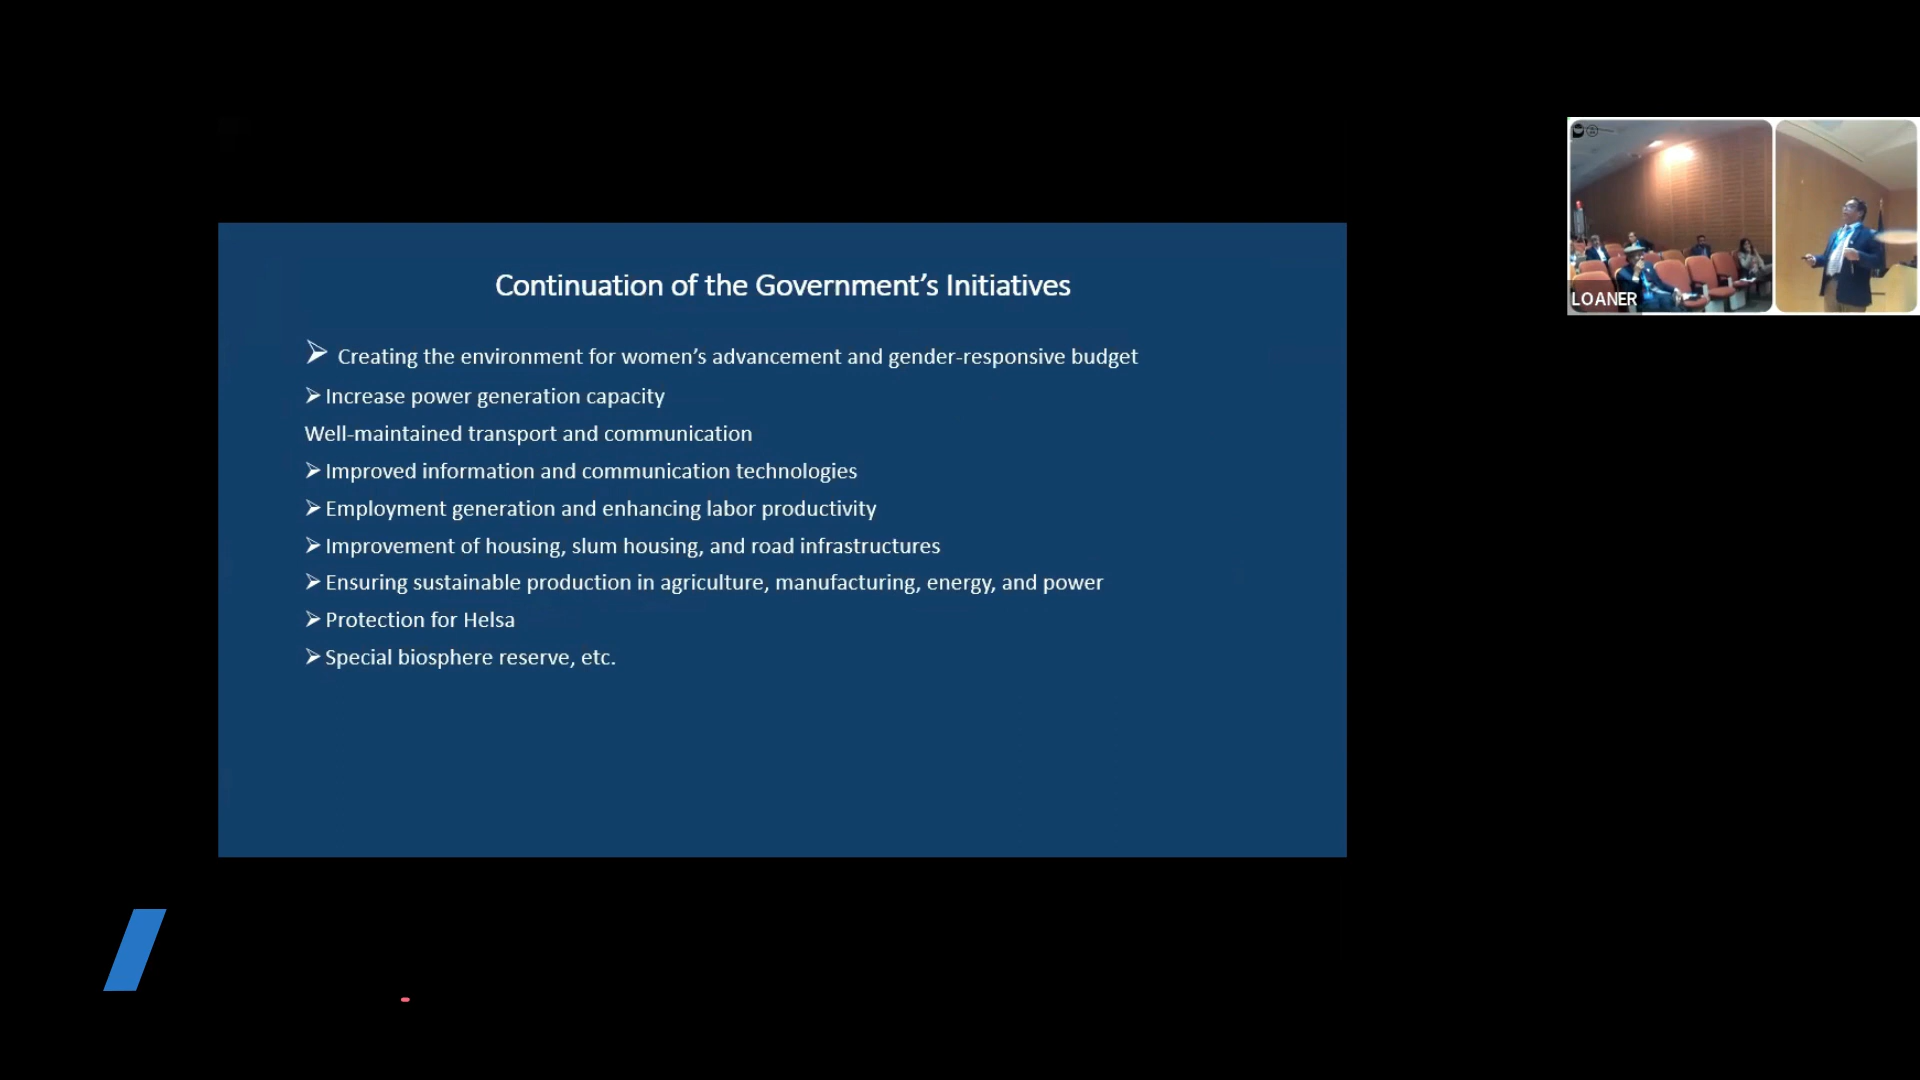 Continuation of the Government’s Initiatives
Creating the environment for women’s advancement and gender-responsive budget
Increase power generation capacity
Well-maintained transport and communication
Improved information and communication technologies
Employment generation and enhancing labor productivity
Improvement of housing, slum housing, and road infrastructures
Ensuring sustainable production in agriculture, manufacturing, energy, and power
Protection for Helsa
Special biosphere reserve, etc.
LOANER